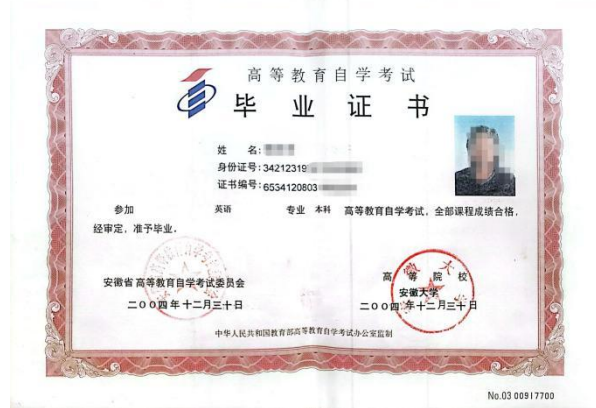 高等教育自学考试
毕业证书
姓 名:
身份证号:34212319
证书编号:6534120803
参加 英语 专业 本科 高等教育自学考试，全部课程成绩合格，
经审定，准予毕业．
安徽省高等教育自学考试委员会
二〇〇四年十二月三十日
高等院校
安徽大学
二〇〇四年十二月三十日
中华人民共和国教育部高等教育自学考试办公室监制
No.03 00917700